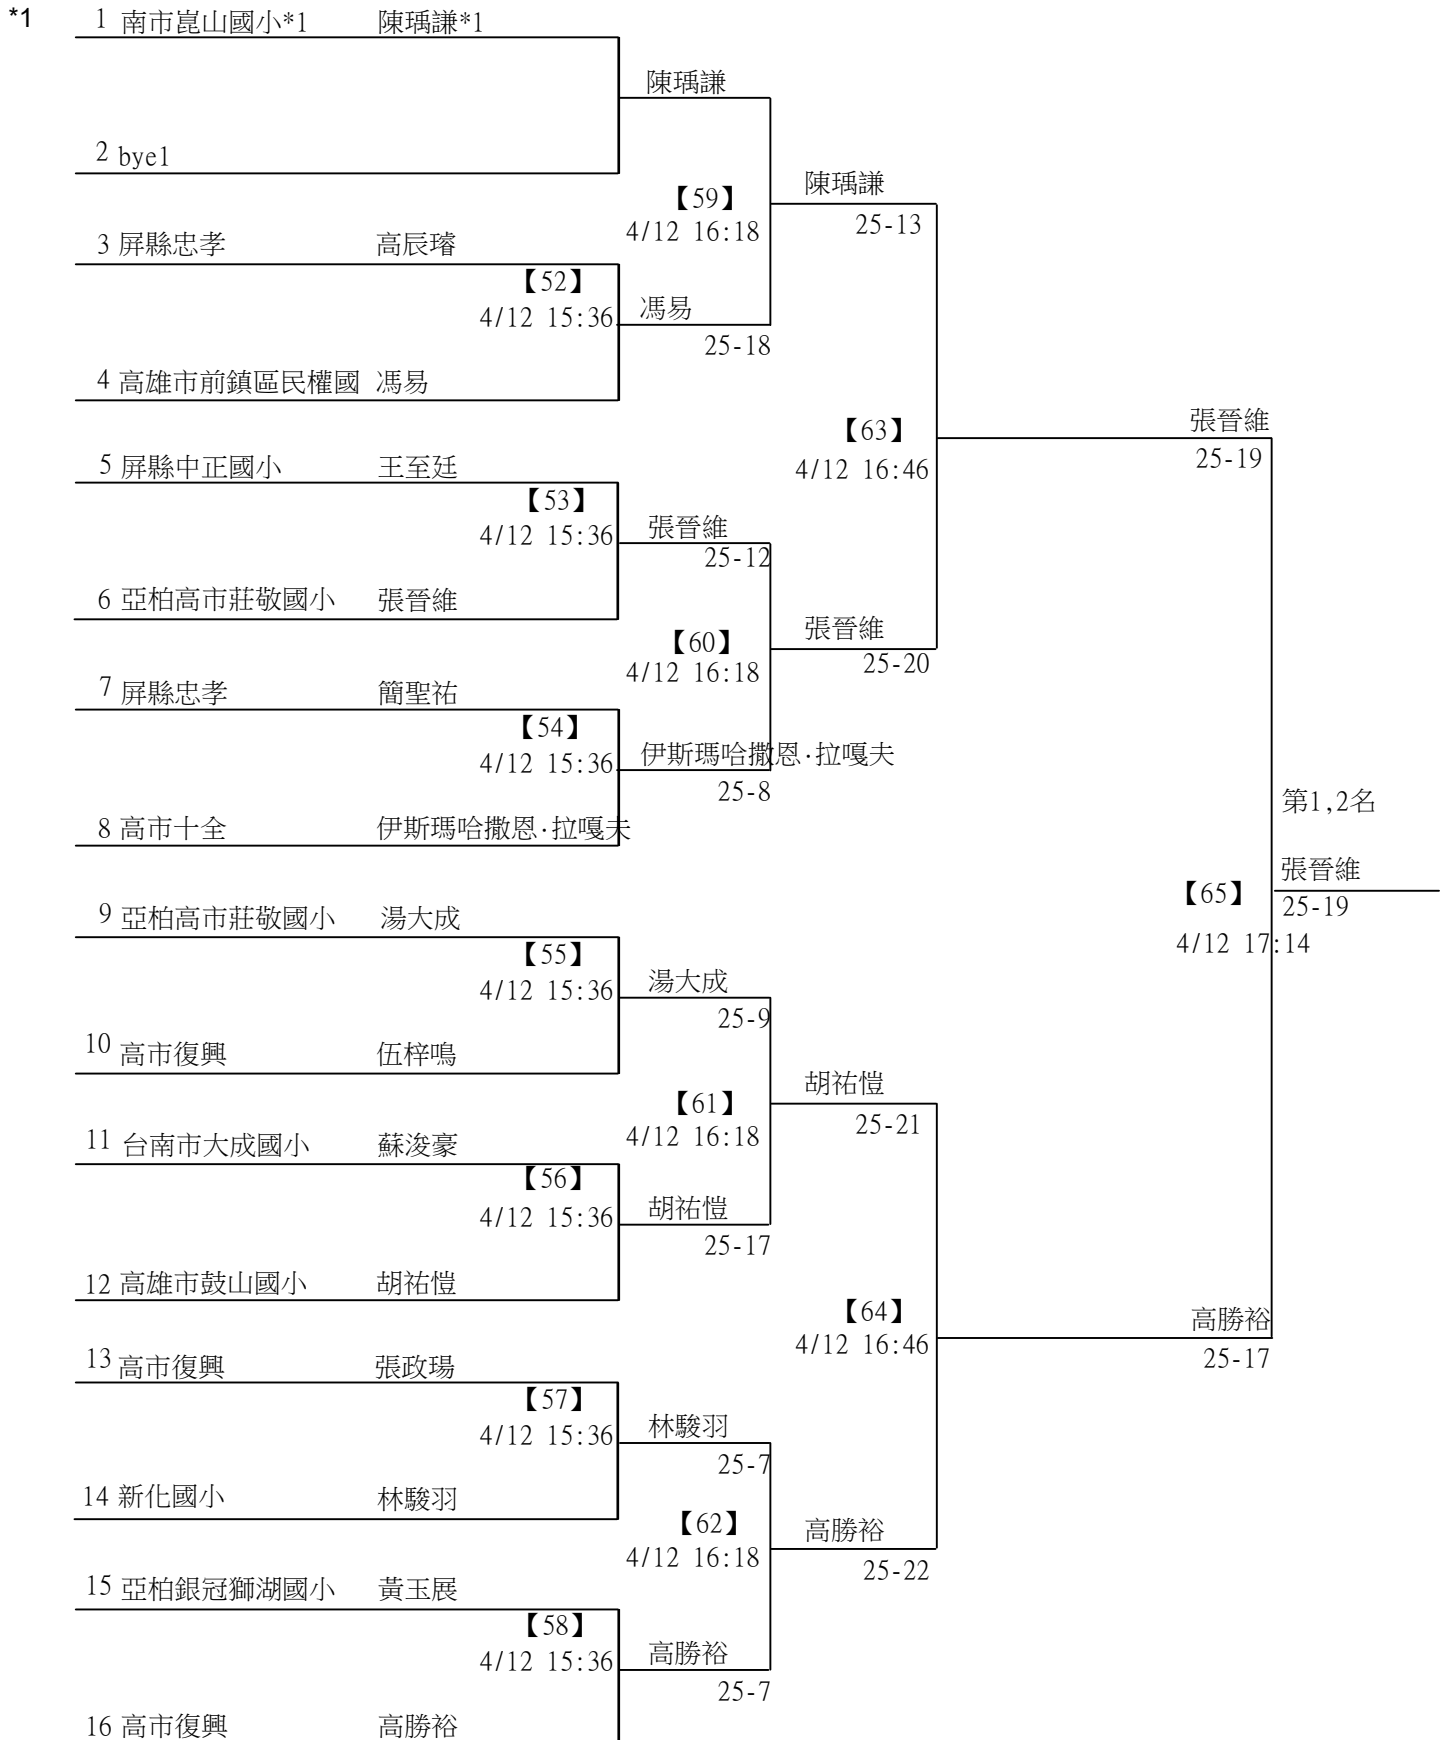 *1
1 南市崑山國小*1 陳瑀謙*1
陳瑀謙
2 bye1
【59】
4/12 16:18
陳瑀謙
25-13
3 屏縣忠孝 高辰璿
【52】
4/12 15:36
馮易
25-18
4 高雄市前鎮區民權國 馮易
【63】
4/12 16:46
張晉維
25-19
5 屏縣中正國小 王至廷
【53】
4/12 15:36
張晉維
25-12
6 亞柏高市莊敬國小 張晉維
【60】
4/12 16:18
張晉維
25-20
7 屏縣忠孝 簡聖祐
【54】
4/12 15:36
伊斯瑪哈撒恩·拉嘎夫
25-8
8 高市十全 伊斯瑪哈撒恩·拉嘎夫
第1,2名
【65】
4/12 17:14
張晉維
25-19
9 亞柏高市莊敬國小 湯大成
【55】
4/12 15:36
湯大成
25-9
10 高市復興 伍梓鳴
【61】
4/12 16:18
胡祐愷
25-21
11 台南市大成國小 蘇浚豪
【56】
4/12 15:36
胡祐愷
25-17
12 高雄市鼓山國小 胡祐愷
【64】
4/12 16:46
高勝裕
25-17
13 高市復興 張政瑒
【57】
4/12 15:36
林駿羽
25-7
14 新化國小 林駿羽
【62】
4/12 16:18
高勝裕
25-22
15 亞柏銀冠獅湖國小 黃玉展
【58】
4/12 15:36
高勝裕
25-7
16 高市復興 高勝裕